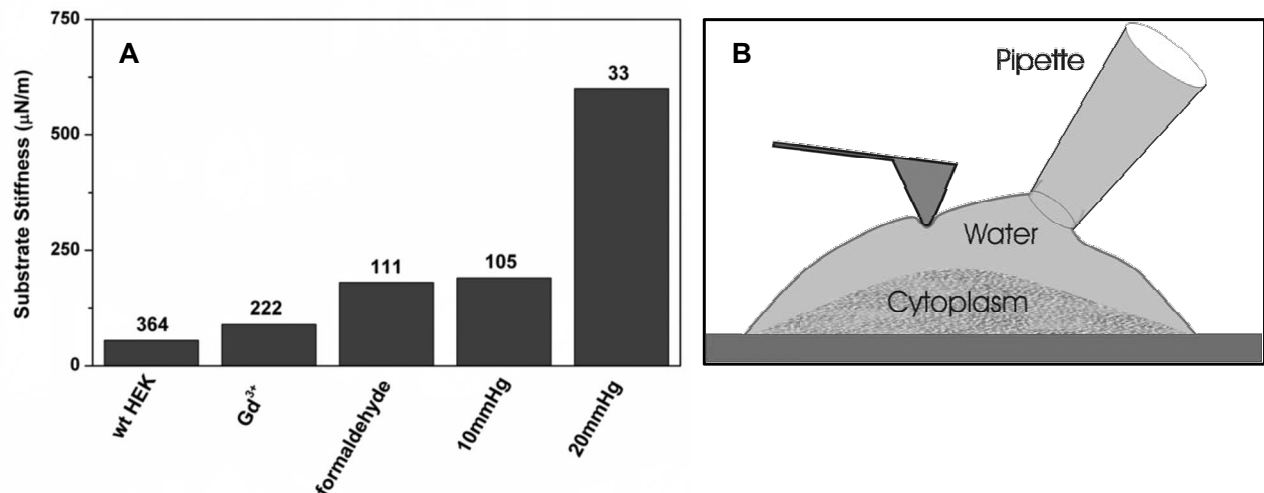 A
Substrate Stiffness (μN/m)
750
500
250
0
364
222
111
105
33
wt HEK
Gd³⁺
formaldehyde
10mmHg
20mmHg
B
Pipette
Water
Cytoplasm